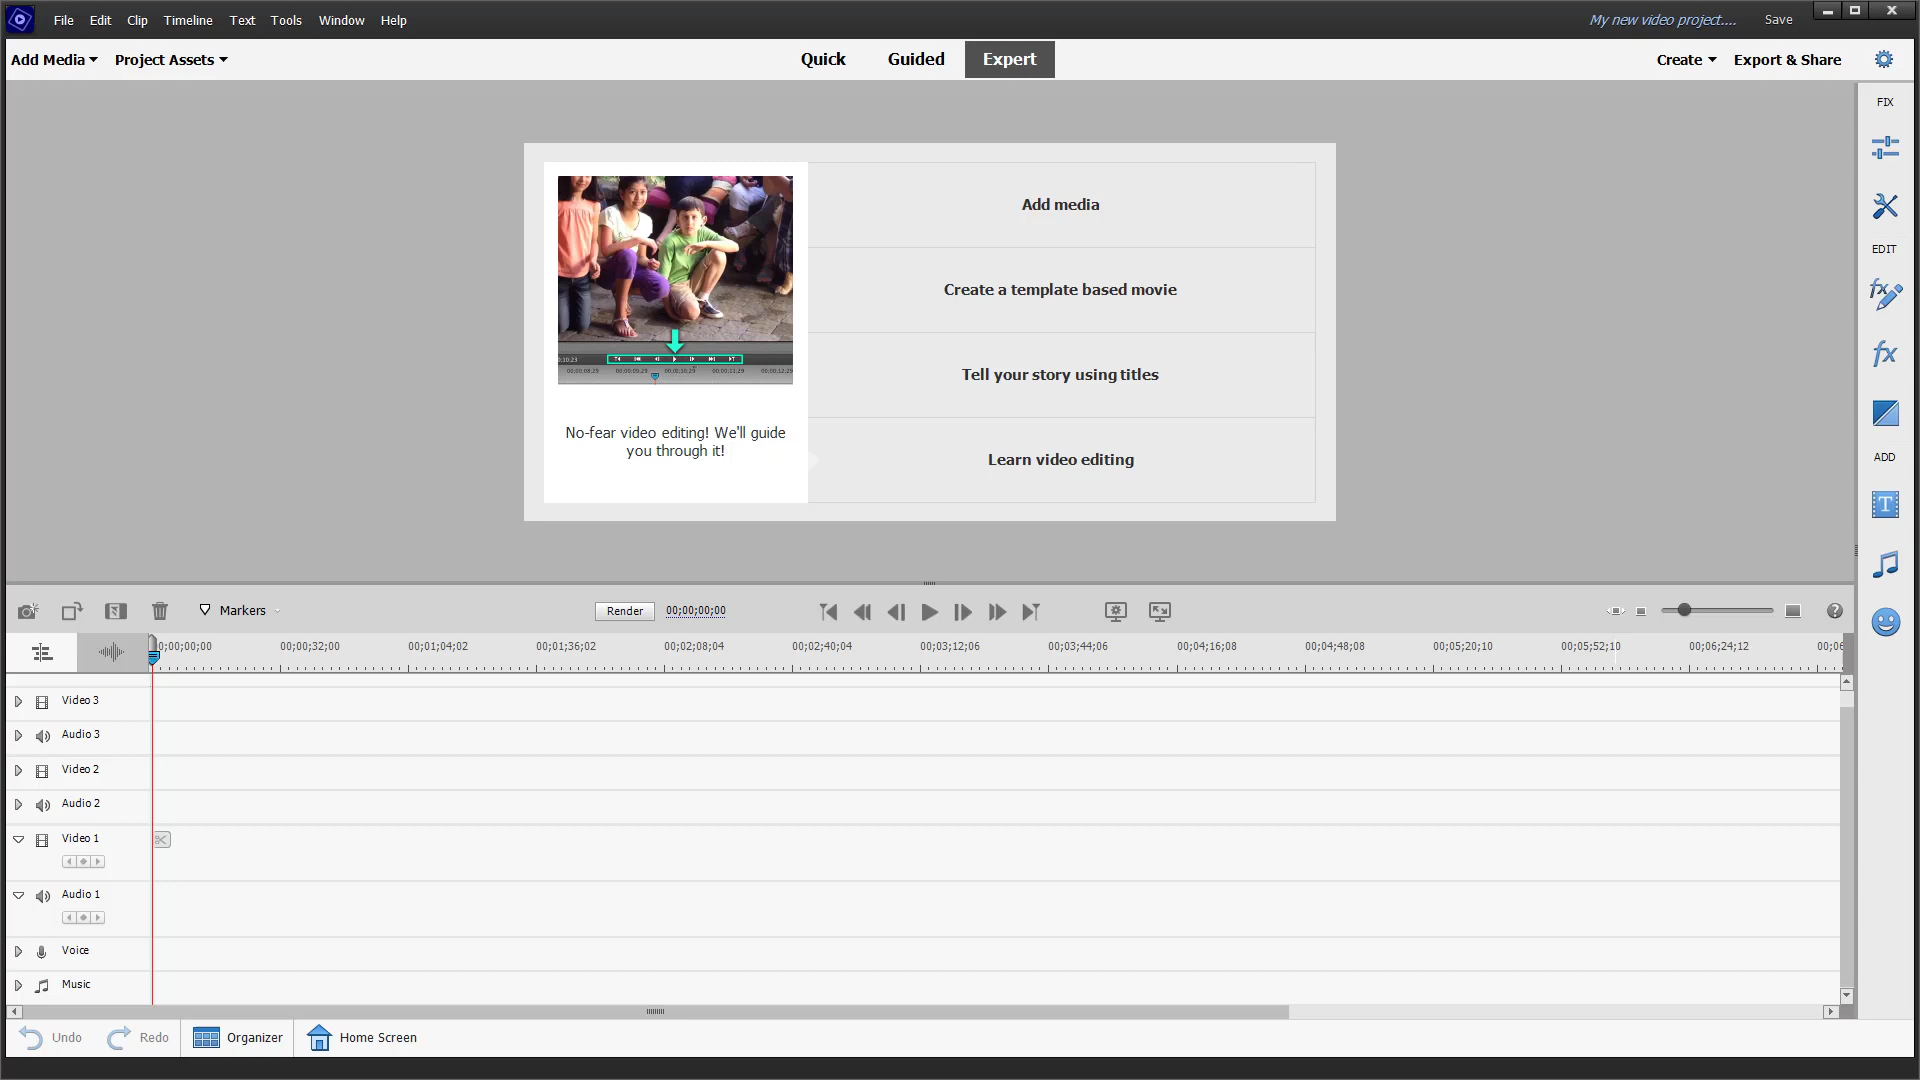 File Edit Clip Timeline Text Tools Window Help
My new video project.... Save
Add Media Project Assets
Quick Guided Expert
Create Export & Share
FIX
Add media
Create a template based movie
Tell your story using titles
Learn video editing
No-fear video editing! We'll guide
you through it!
EDIT
ADD
Markers
Render 00;00;00;00
0;00;00;00 00;00;32;00 00;01;04;02 00;01;36;02 00;02;08;04 00;02;40;04 00;03;12;06 00;03;44;06 00;04;16;08 00;04;48;08 00;05;20;10 00;05;52;10 00;06;24;12 00;06
Video 3
Audio 3
Video 2
Audio 2
Video 1
Audio 1
Voice
Music
Undo Redo Organizer Home Screen